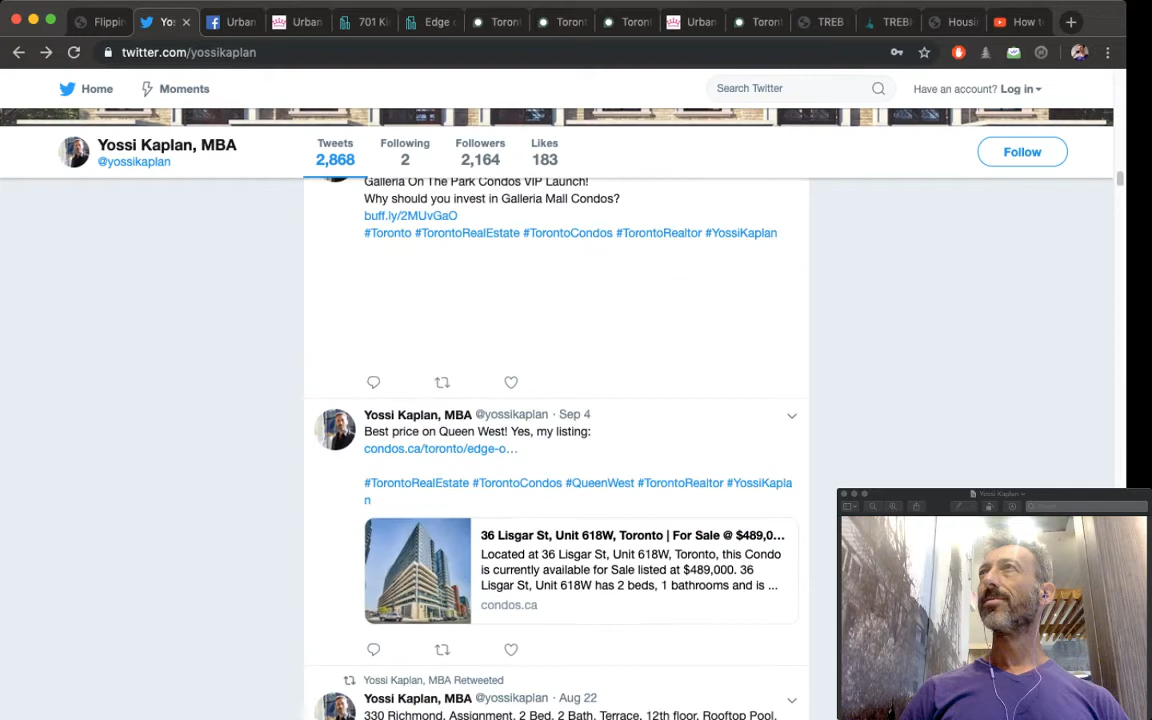 Flippin
Yos
Urban
Urban
701 Ki
Edge
Toront
Toront
Toront
Urban
Toront
TREB
TREB
Housi
How t
twitter.com/yossikaplan
Home
Moments
Search Twitter
Have an account? Log in
Yossi Kaplan, MBA
@yossikaplan
Tweets
2,868
Following
2
Followers
2,164
Likes
183
Follow
Galleria On The Park Condos VIP Launch!
Why should you invest in Galleria Mall Condos?
buff.ly/2MUvGaO
#Toronto #TorontoRealEstate #TorontoCondos #TorontoRealtor #YossiKaplan
Yossi Kaplan, MBA @yossikaplan · Sep 4
Best price on Queen West! Yes, my listing:
condos.ca/toronto/edge-o…
#TorontoRealEstate #TorontoCondos #QueenWest #TorontoRealtor #YossiKapla
n
36 Lisgar St, Unit 618W, Toronto | For Sale @ $489,0...
Located at 36 Lisgar St, Unit 618W, Toronto, this Condo
is currently available for Sale listed at $489,000. 36
Lisgar St, Unit 618W has 2 beds, 1 bathrooms and is ...
condos.ca
Yossi Kaplan
Yossi Kaplan, MBA Retweeted
Yossi Kaplan, MBA @yossikaplan · Aug 22
330 Richmond, Assignment, 2 Bed, 2 Bath, Terrace, 12th floor, Rooftop Pool,